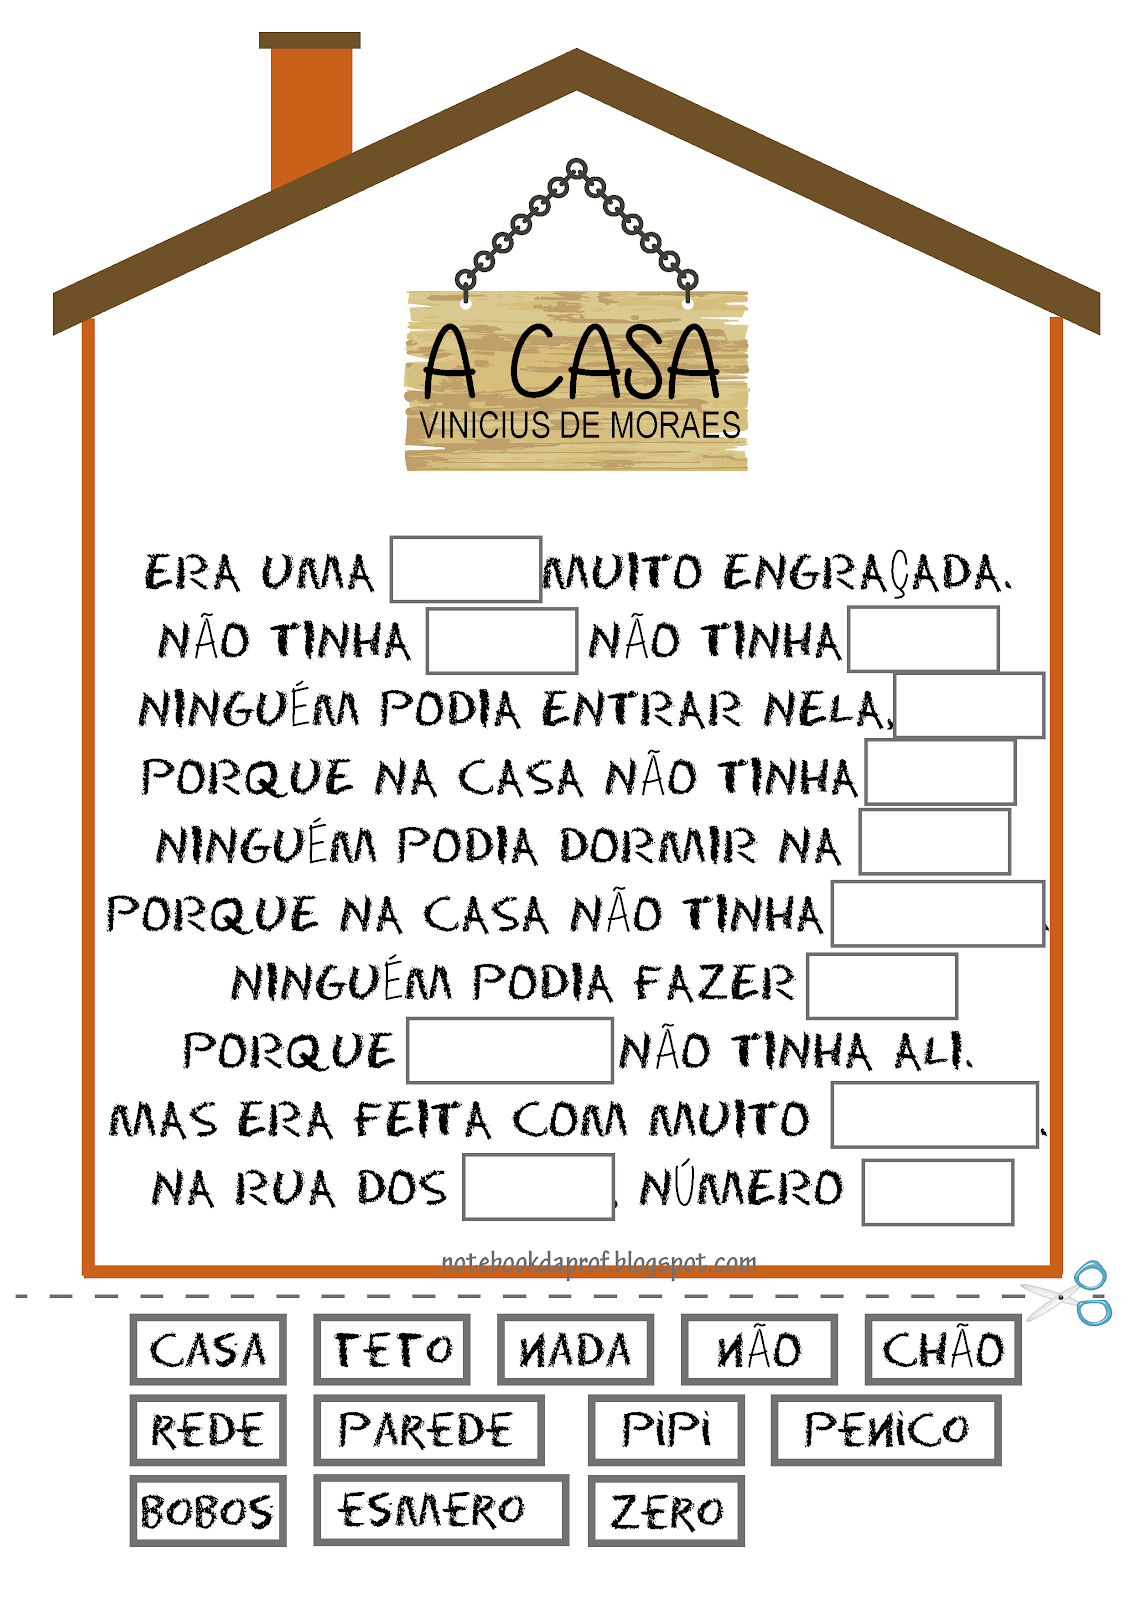 A CASA
VINICIUS DE MORAES
ERA UMA MUITO ENGRAÇADA.
NÃO TINHA NÃO TINHA
NINGUÉM PODIA ENTRAR NELA,
PORQUE NA CASA NÃO TINHA
NINGUÉM PODIA DORMIR NA
PORQUE NA CASA NÃO TINHA .
NINGUÉM PODIA FAZER
PORQUE NÃO TINHA ALI.
MAS ERA FEITA COM MUITO .
NA RUA DOS , NÚMERO
notebookdaprof.blogspot.com
CASA TETO NADA NÃO CHÃO
REDE PAREDE PIPI PENICO
BOBOS ESMERO ZERO